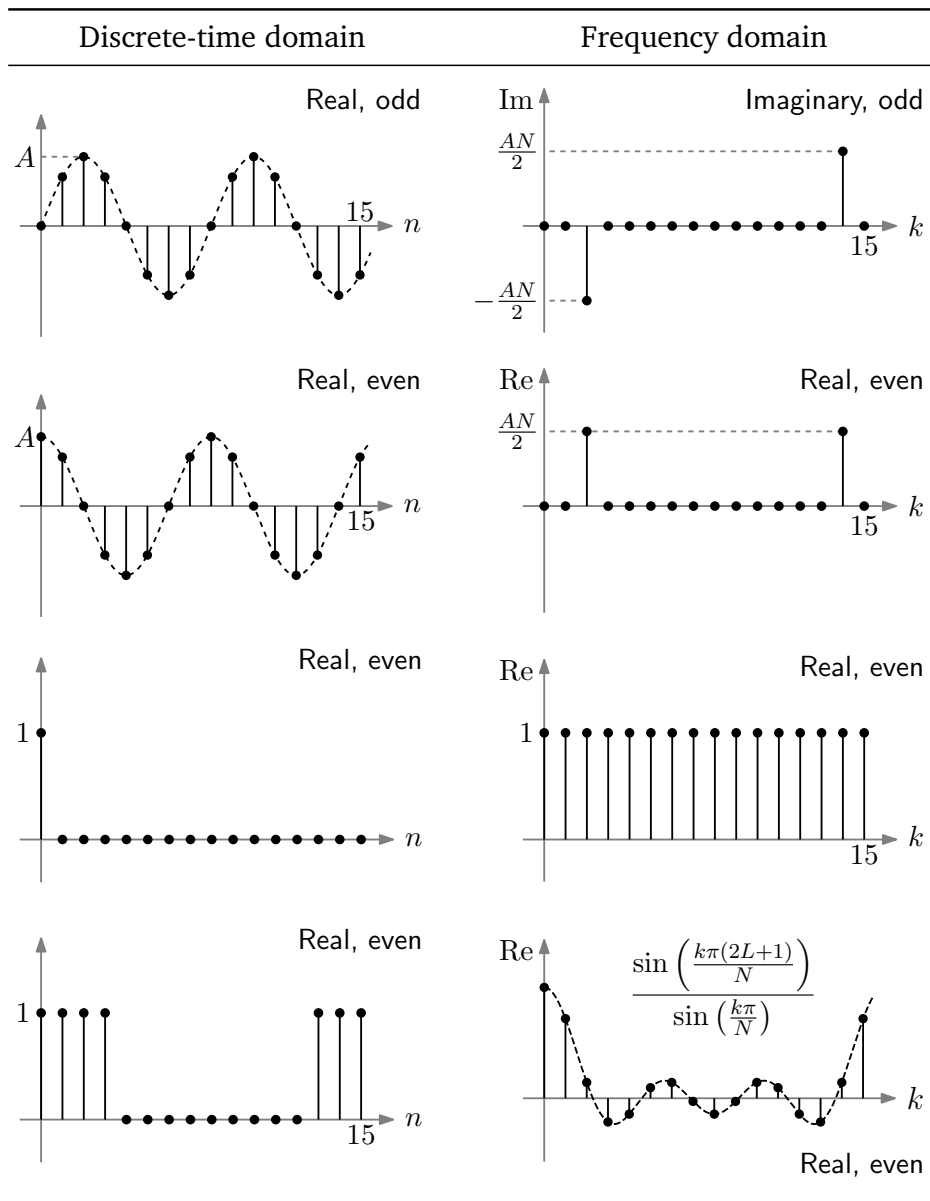 Discrete-time domain Frequency domain
Real, odd
A
15
n
Im
Imaginary, odd
AN/2
15
k
−AN/2
Real, even
A
15
n
Re
Real, even
AN/2
15
k
Real, even
1
n
Re
Real, even
1
15
k
Real, even
1
15
n
Re
sin(kπ(2L+1)/N)
sin(kπ/N)
k
Real, even